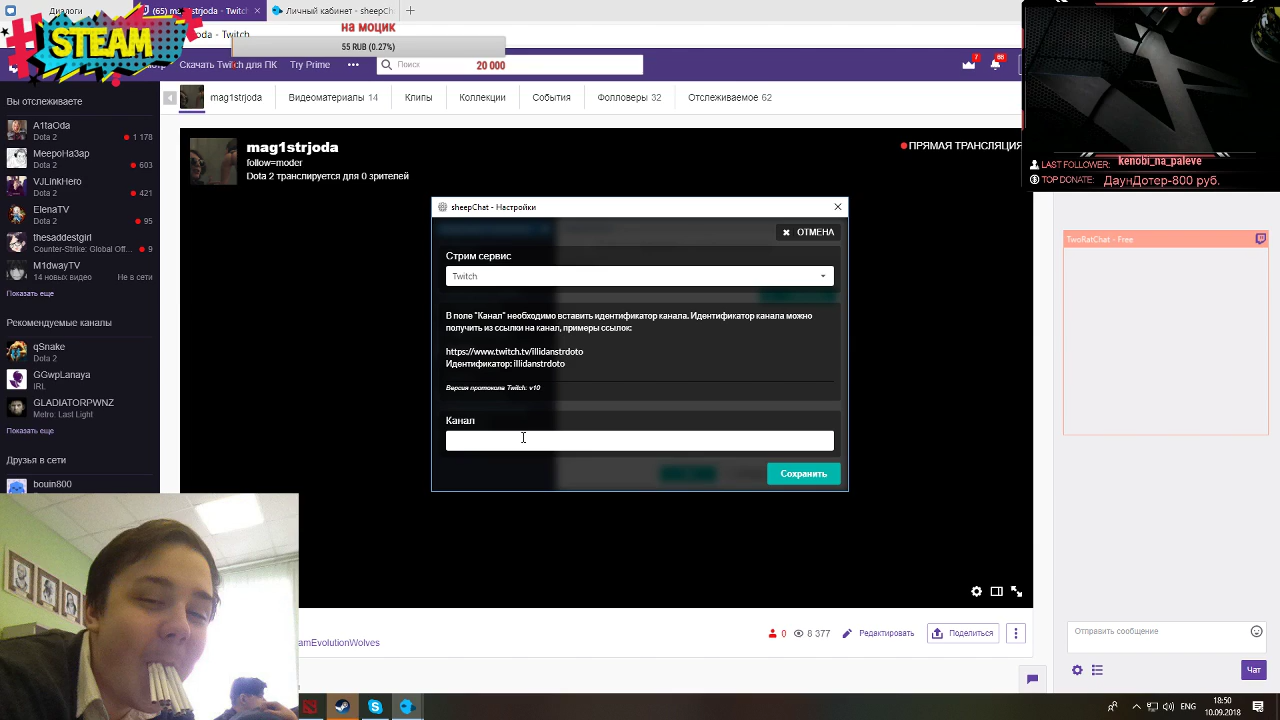 Диалоги
Личный кабинет - sheepCh
да - Twitch
#STEAM
на моцик
55 RUB (0.27%)
20 000
Скачать Twitch для ПК
Try Prime
Поиск
7
88
Вы отслеживаете
A1taOda
Dota 2
1 178
МеероНаЗар
Dota 2
603
VJLinkHero
Dota 2
421
ElenaTV
Dota 2
95
thesaddestgirl
Counter-Strike: Global Off...
9
M1dwayTV
14 новых видео
Не в сети
Показать еще
Рекомендуемые каналы
qSnake
Dota 2
GGwpLanaya
IRL
GLADIATORPWNZ
Metro: Last Light
Показать еще
Друзья в сети
bouin800
mag1strjoda
Видеоматериалы 14
Клипы
Коллекции
События
Фолловеры 32
Отслеживаемое 62
mag1strjoda
follow=moder
Dota 2 транслируется для 0 зрителей
ПРЯМАЯ ТРАНСЛЯЦИЯ
sheepChat - Настройки
ОТМЕНА
Стрим сервис
Twitch
В поле "Канал" необходимо вставить идентификатор канала. Идентификатор канала можно
получить из ссылки на канал, примеры ссылок:
https://www.twitch.tv/illidanstrdoto
Идентификатор: illidanstrdoto
Версия протокола Twitch: v10
Канал
Сохранить
amEvolutionWolves
0
8 377
Редактировать
Поделиться
LAST FOLLOWER:
kenobi_na_paleve
TOP DONATE:
ДаунДотер-800 руб.
TwoRatChat - Free
Отправить сообщение
Чат
ENG
18:50
10.09.2018